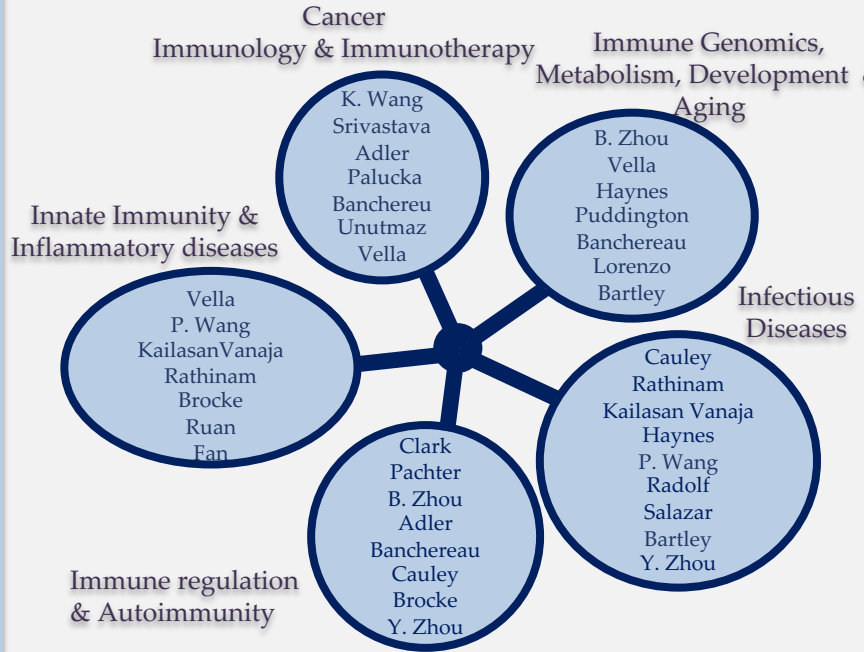 Cancer
Immunology & Immunotherapy
K. Wang
Srivastava
Adler
Palucka
Banchereu
Unutmaz
Vella
Immune Genomics,
Metabolism, Development &
Aging
B. Zhou
Vella
Haynes
Puddington
Banchereau
Lorenzo
Bartley
Innate Immunity &
Inflammatory diseases
Vella
P. Wang
KailasanVanaja
Rathinam
Brocke
Ruan
Fan
Infectious
Diseases
Cauley
Rathinam
Kailasan Vanaja
Haynes
P. Wang
Radolf
Salazar
Bartley
Y. Zhou
Immune regulation
& Autoimmunity
Clark
Pachter
B. Zhou
Adler
Banchereau
Cauley
Brocke
Y. Zhou